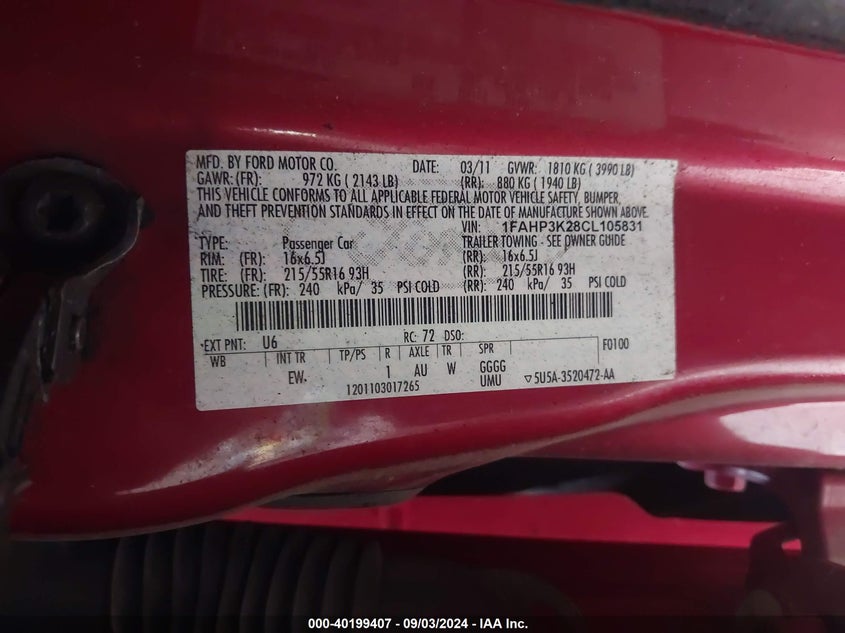 MFD. BY FORD MOTOR CO. DATE: 03/11 GVWR: 1810 KG ( 3990 LB)
GAWR: (FR): 972 KG ( 2143 LB) (RR): 880 KG ( 1940 LB)
THIS VEHICLE CONFORMS TO ALL APPLICABLE FEDERAL MOTOR VEHICLE SAFETY, BUMPER,
AND THEFT PREVENTION STANDARDS IN EFFECT ON THE DATE OF MANUFACTURE SHOWN ABOVE.
VIN: 1FAHP3K28CL105831
TYPE: Passenger Car TRAILER TOWING - SEE OWNER GUIDE
RIM: (FR): 16x6.5J (RR): 16x6.5J
TIRE: (FR): 215/55R16 93H (RR): 215/55R16 93H
PRESSURE: (FR): 240 kPa/ 35 PSI COLD (RR): 240 kPa/ 35 PSI COLD
EXT PNT: U6 RC: 72 DSO: F0100
WB INT TR TP/PS R AXLE TR SPR
EW. 1 AU W GGGG
1201103017265 UMU ▽5U5A-3520472-AA
000-40199407 - 09/03/2024 - IAA Inc.